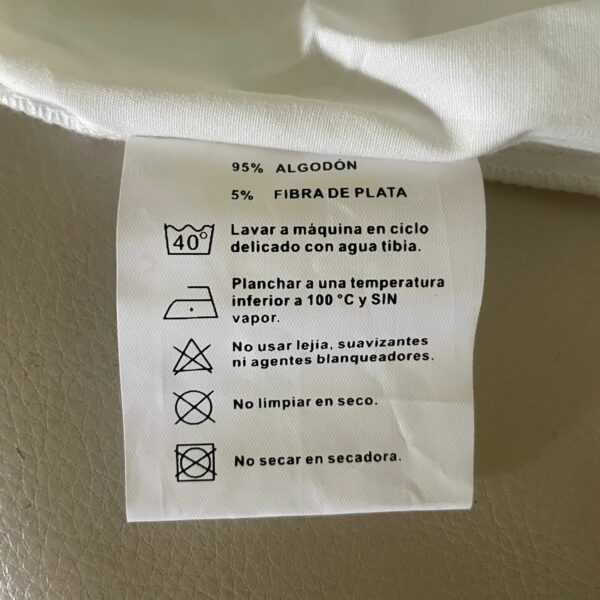 95% ALGODÓN
5% FIBRA DE PLATA
40° Lavar a máquina en ciclo
delicado con agua tibia.
Planchar a una temperatura
inferior a 100 °C y SIN
vapor.
No usar lejía, suavizantes
ni agentes blanqueadores.
No limpiar en seco.
No secar en secadora.